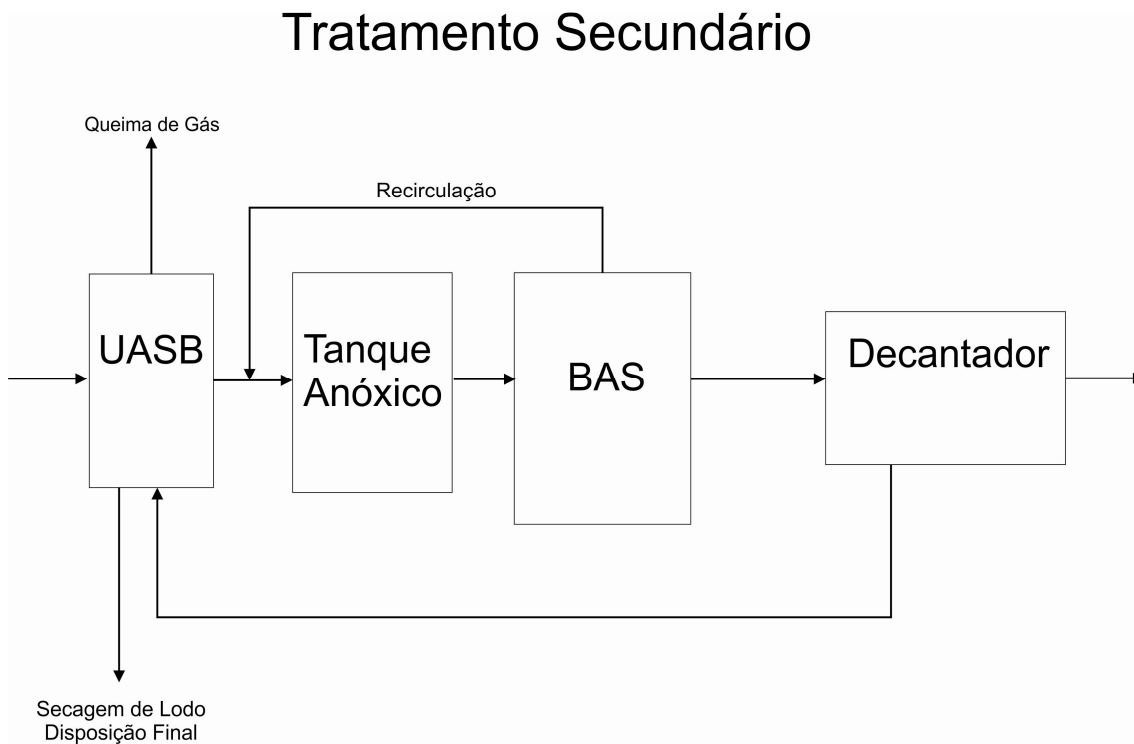 Tratamento Secundário
Queima de Gás
Recirculação
UASB
Tanque
Anóxico
BAS
Decantador
Secagem de Lodo
Disposição Final